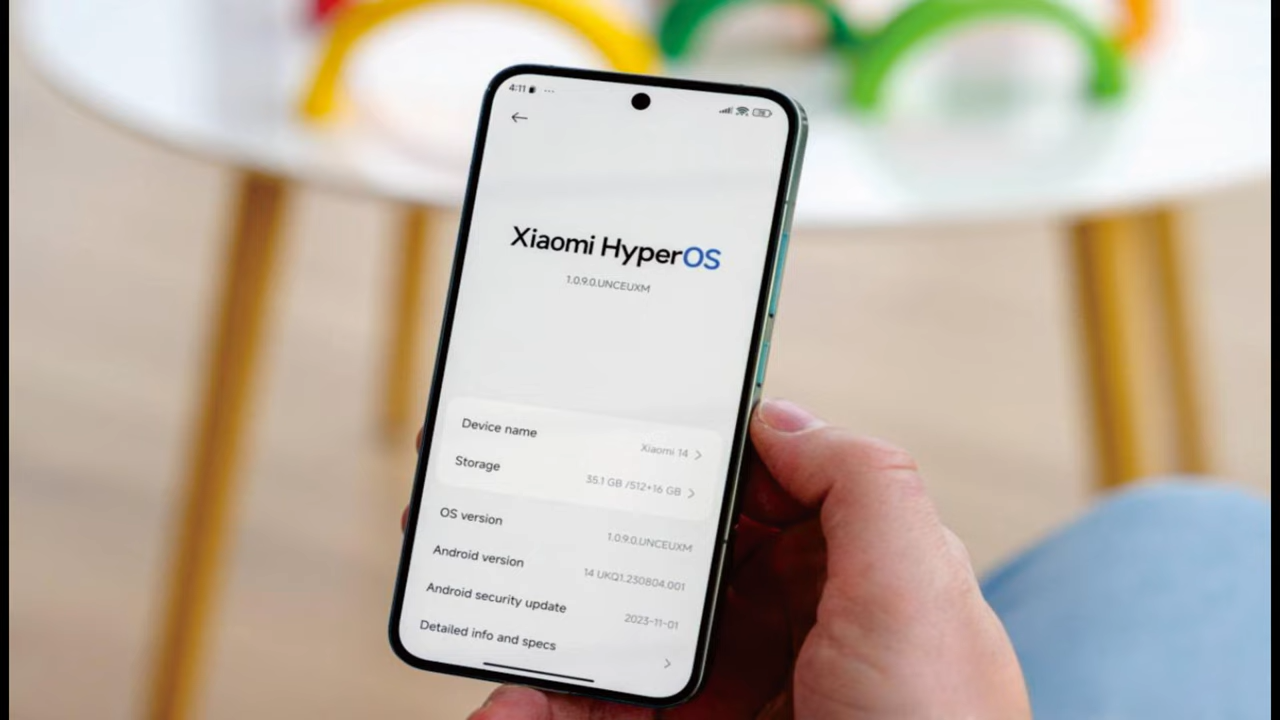 4:11
Xiaomi HyperOS
1.0.9.0.UNCEUXM
Device name
Xiaomi 14
Storage
35.1 GB /512+16 GB
OS version
1.0.9.0.UNCEUXM
Android version
14 UKQ1.230804.001
Android security update
2023-11-01
Detailed info and specs